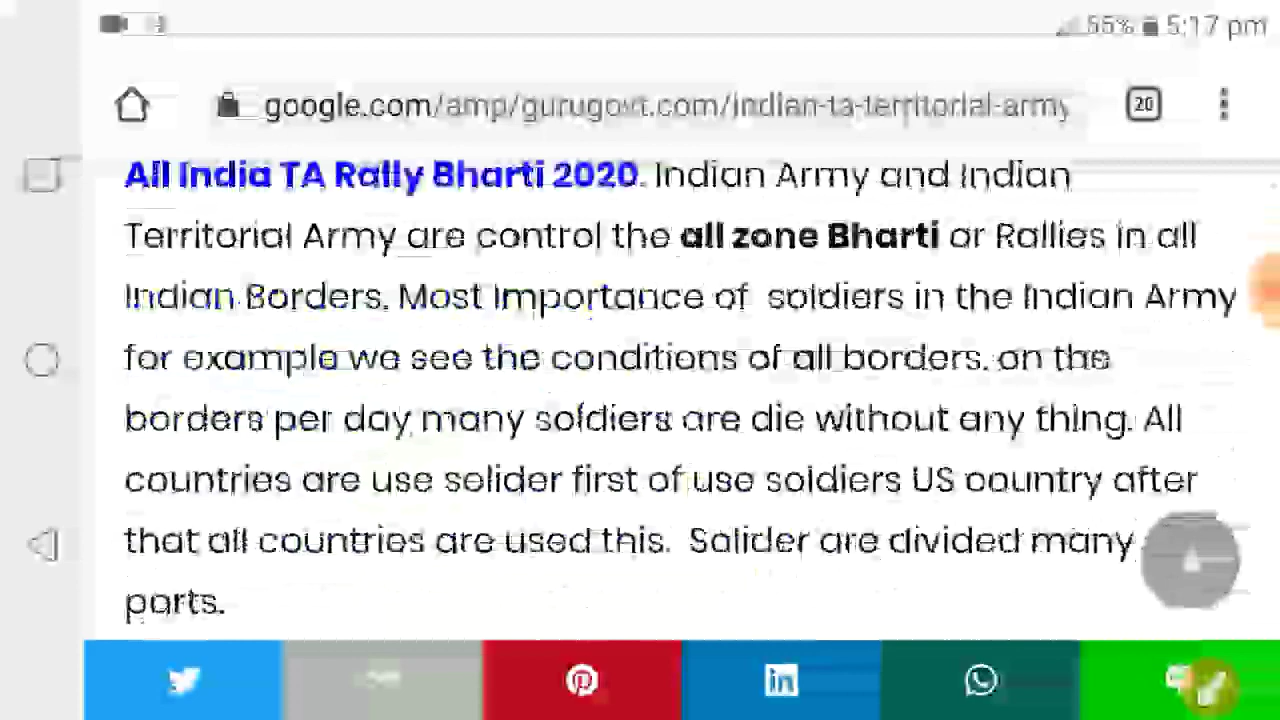 55% 5:17 pm
google.com/amp/gurugovt.com/indian-ta-territorial-army
20
All India TA Rally Bharti 2020. Indian Army and Indian
Territorial Army are control the all zone Bharti or Rallies in all
Indian Borders. Most Importance of soldiers in the Indian Army
for example we see the conditions of all borders. on the
borders per day many soldiers are die without any thing. All
countries are use solider first of use soldiers US country after
that all countries are used this. Solider are divided many
parts.